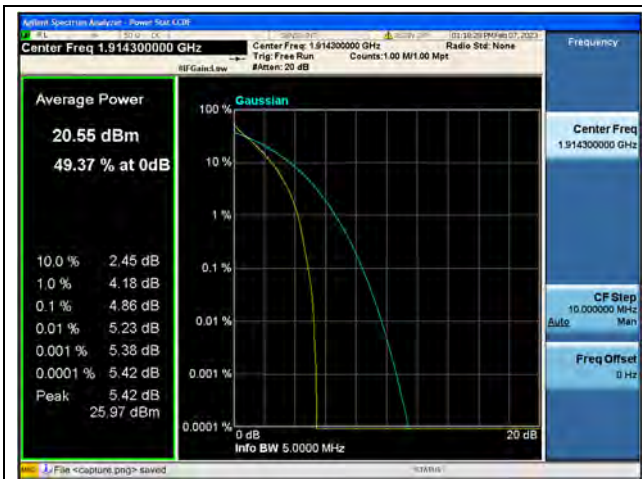 Agilent Spectrum Analyzer - Power Stat CCDF
Center Freq 1.914300000 GHz
Center Freq: 1.914300000 GHz
Radio Std: None
Trig: Free Run
Counts:1.00 M/1.00 Mpt
#IFGain:Low
#Atten: 20 dB
Frequency
Average Power
20.55 dBm
49.37 % at 0dB
10.0 % 2.45 dB
1.0 % 4.18 dB
0.1 % 4.86 dB
0.01 % 5.23 dB
0.001 % 5.38 dB
0.0001 % 5.42 dB
Peak 5.42 dB
25.97 dBm
Gaussian
100 %
10 %
1 %
0.1 %
0.01 %
0.001 %
0.0001 %
0 dB
20 dB
Info BW 5.0000 MHz
Center Freq
1.914300000 GHz
CF Step
10.000000 MHz
Auto Man
Freq Offset
0 Hz
MSG
File <capture.png> saved
STATUS